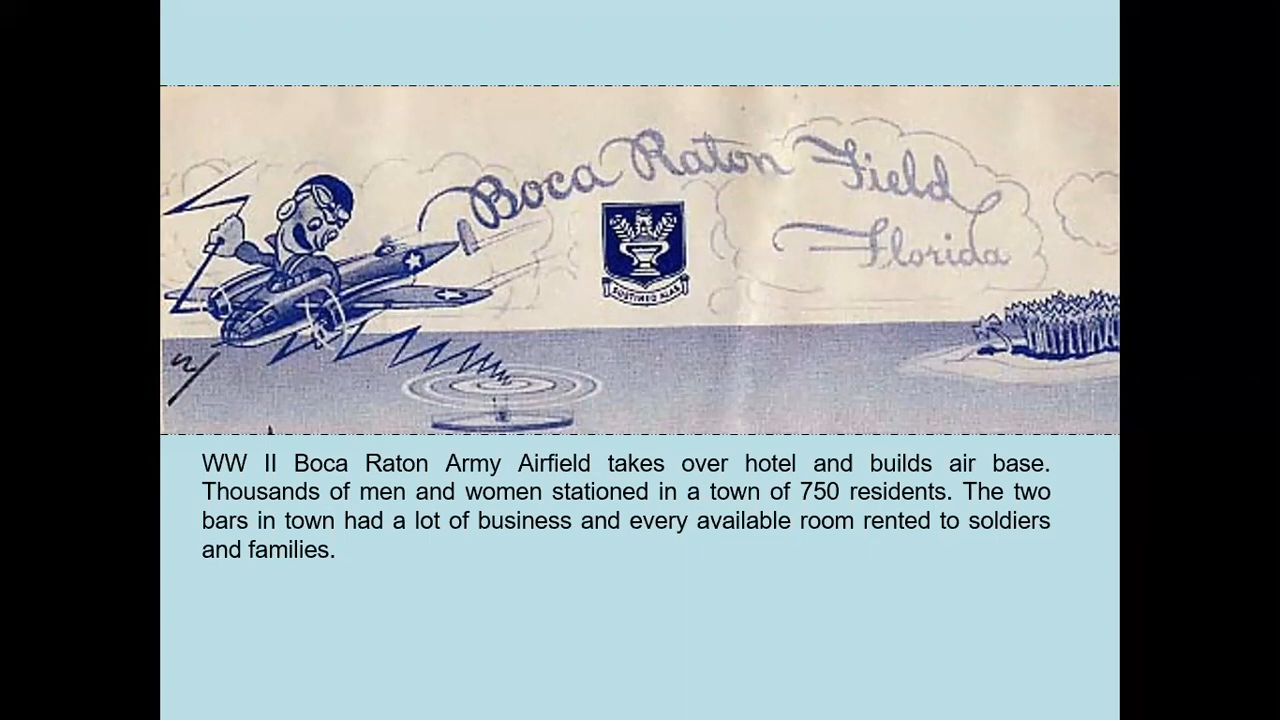 Boca Raton Field
Florida
SUSTINEO ALAS
WW II Boca Raton Army Airfield takes over hotel and builds air base.
Thousands of men and women stationed in a town of 750 residents. The two
bars in town had a lot of business and every available room rented to soldiers
and families.